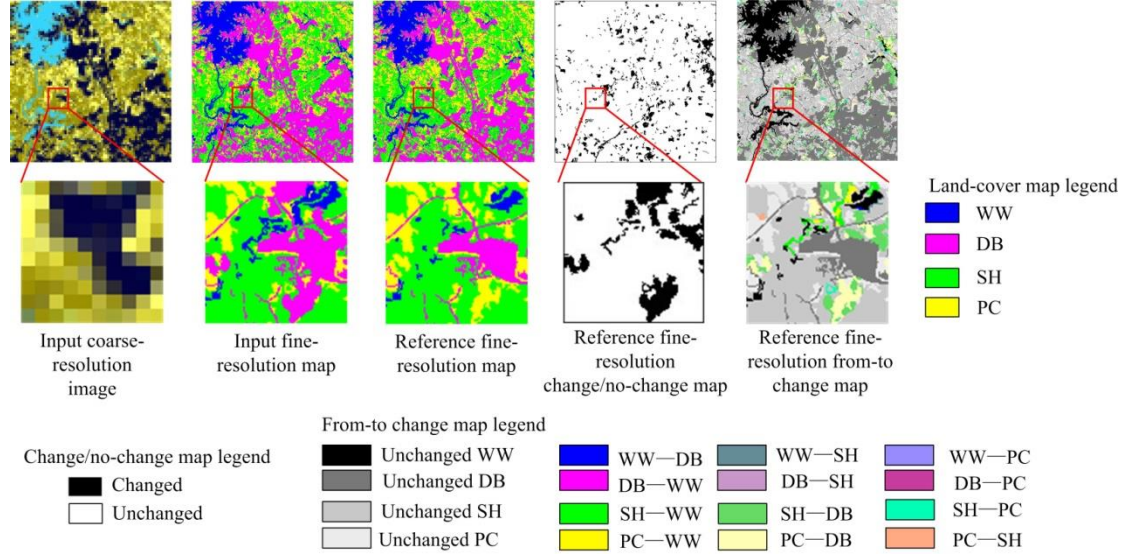 Land-cover map legend
WW
DB
SH
PC
Input coarse-
resolution
image
Input fine-
resolution map
Reference fine-
resolution map
Reference fine-
resolution
change/no-change map
Reference fine-
resolution from-to
change map
Change/no-change map legend
Changed
Unchanged
From-to change map legend
Unchanged WW
Unchanged DB
Unchanged SH
Unchanged PC
WW—DB
DB—WW
SH—WW
PC—WW
WW—SH
DB—SH
SH—DB
PC—DB
WW—PC
DB—PC
SH—PC
PC—SH